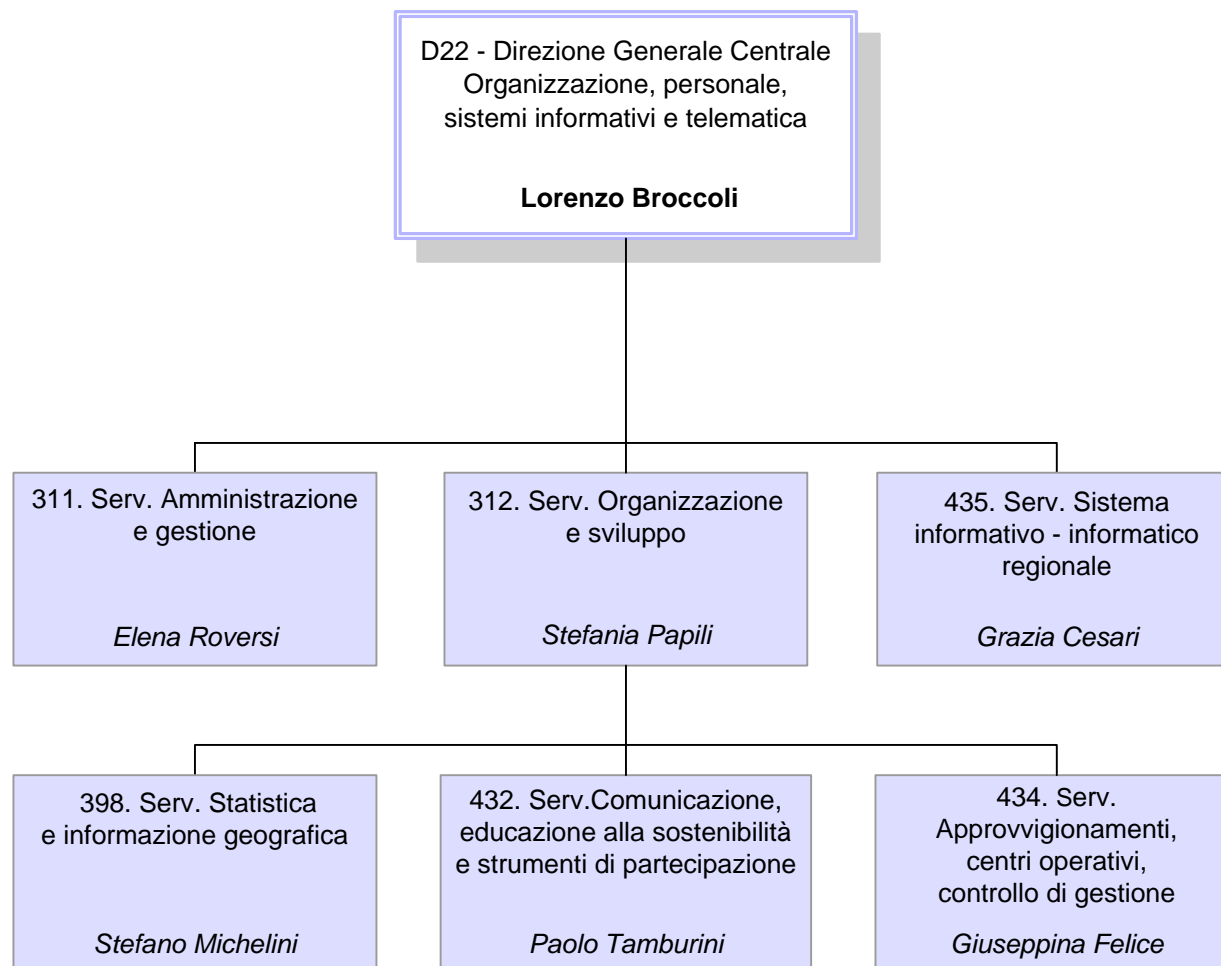 D22 - Direzione Generale Centrale
Organizzazione, personale,
sistemi informativi e telematica
Lorenzo Broccoli
311. Serv. Amministrazione
e gestione
Elena Roversi
312. Serv. Organizzazione
e sviluppo
Stefania Papili
435. Serv. Sistema
informativo - informatico
regionale
Grazia Cesari
398. Serv. Statistica
e informazione geografica
Stefano Michelini
432. Serv.Comunicazione,
educazione alla sostenibilità
e strumenti di partecipazione
Paolo Tamburini
434. Serv.
Approvvigionamenti,
centri operativi,
controllo di gestione
Giuseppina Felice